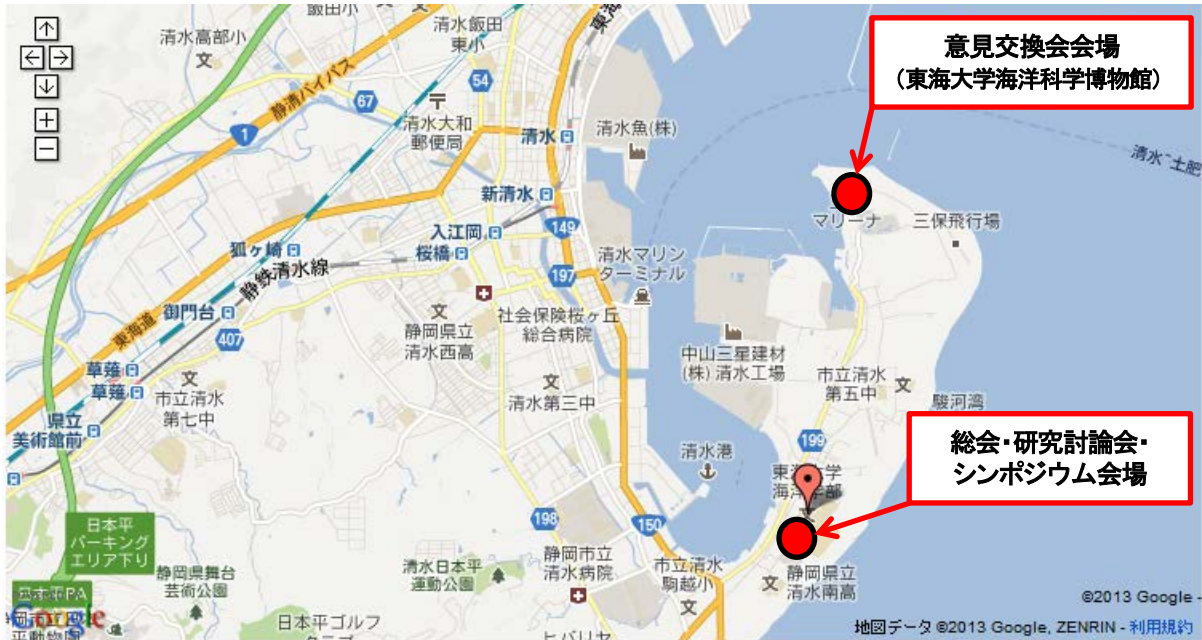 飯田小
清水飯田
東小
清水高部小
静清バイパス
1
67
54
清水大和
郵便局
清水
清水魚(株)
意見交換会会場
(東海大学海洋科学博物館)
清水-土肥
新清水
マリーナ
三保飛行場
入江岡
桜橋
149
狐ヶ崎
静鉄清水線
清水マリン
ターミナル
197
御門台
東海道
407
静岡県立
清水西高
社会保険桜ヶ丘
総合病院
中山三星建材
(株) 清水工場
草薙
草薙
市立清水
第七中
清水第三中
市立清水
第五中
駿河湾
県立
美術館前
199
清水港
総会・研究討論会・
シンポジウム会場
東海大学
海洋学部
198
150
日本平
パーキング
エリア下り
静岡県舞台
芸術公園
清水日本平
運動公園
静岡市立
清水病院
市立清水
駒越小
静岡県立
清水南高
日本平PA
Google
日本平ゴルフ
©2013 Google -
地図データ ©2013 Google, ZENRIN - 利用規約